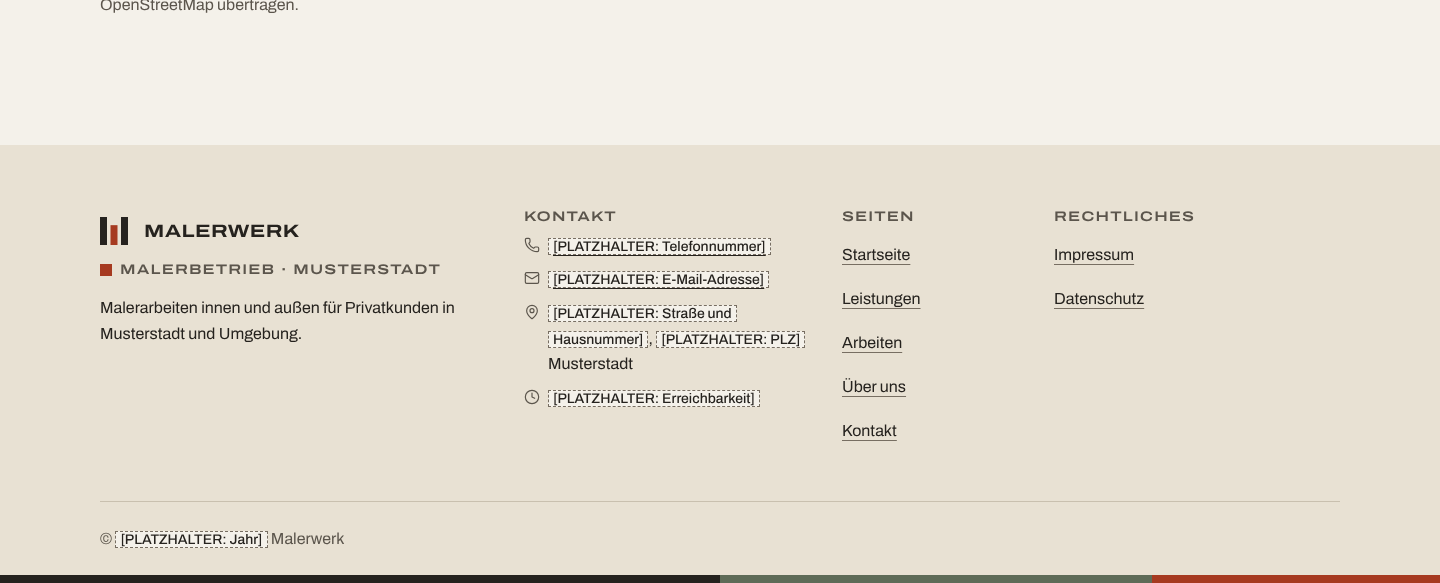 OpenStreetMap übertragen.
MALERWERK
MALERBETRIEB · MUSTERSTADT
Malerarbeiten innen und außen für Privatkunden in
Musterstadt und Umgebung.
KONTAKT
[PLATZHALTER: Telefonnummer]
[PLATZHALTER: E-Mail-Adresse]
[PLATZHALTER: Straße und
Hausnummer], [PLATZHALTER: PLZ]
Musterstadt
[PLATZHALTER: Erreichbarkeit]
SEITEN
Startseite
Leistungen
Arbeiten
Über uns
Kontakt
RECHTLICHES
Impressum
Datenschutz
© [PLATZHALTER: Jahr] Malerwerk